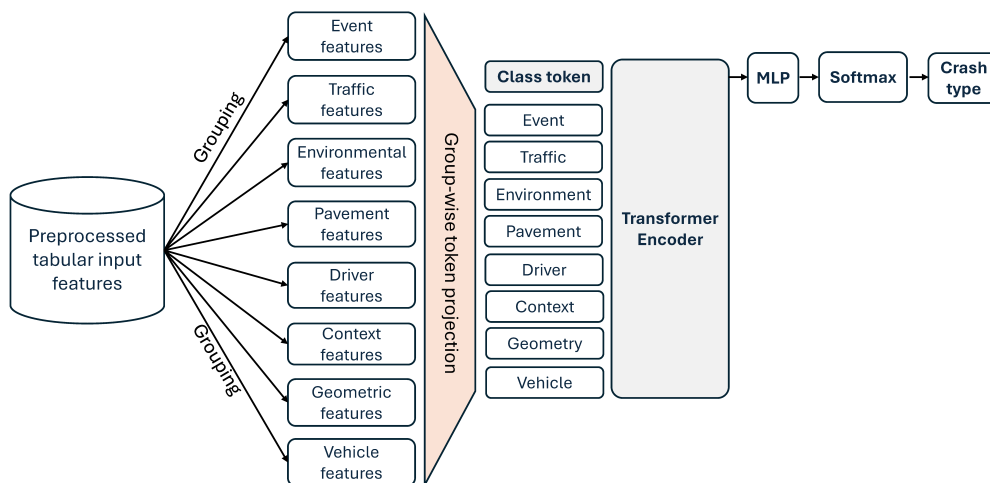 Preprocessed
tabular input
features
Grouping
Grouping
Event
features
Traffic
features
Environmental
features
Pavement
features
Driver
features
Context
features
Geometric
features
Vehicle
features
Group-wise token projection
Class token
Event
Traffic
Environment
Pavement
Driver
Context
Geometry
Vehicle
Transformer
Encoder
MLP
Softmax
Crash
type